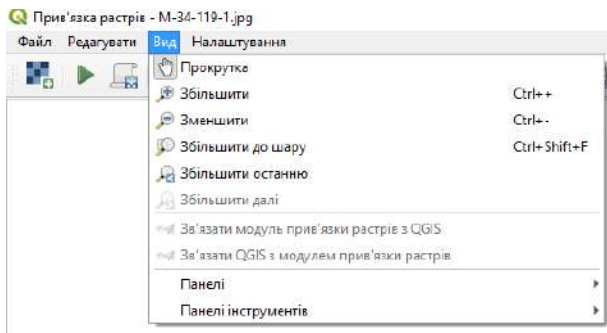 Прив'язка растрів - M-34-119-1.jpg
Файл Редагувати Вид Налаштування
Прокрутка
Збільшити Ctrl++
Зменшити Ctrl+-
Збільшити до шару Ctrl+Shift+F
Збільшити останню
Збільшити далі
Зв'язати модуль прив'язки растрів з QGIS
Зв'язати QGIS з модулем прив'язки растрів
Панелі
Панелі інструментів